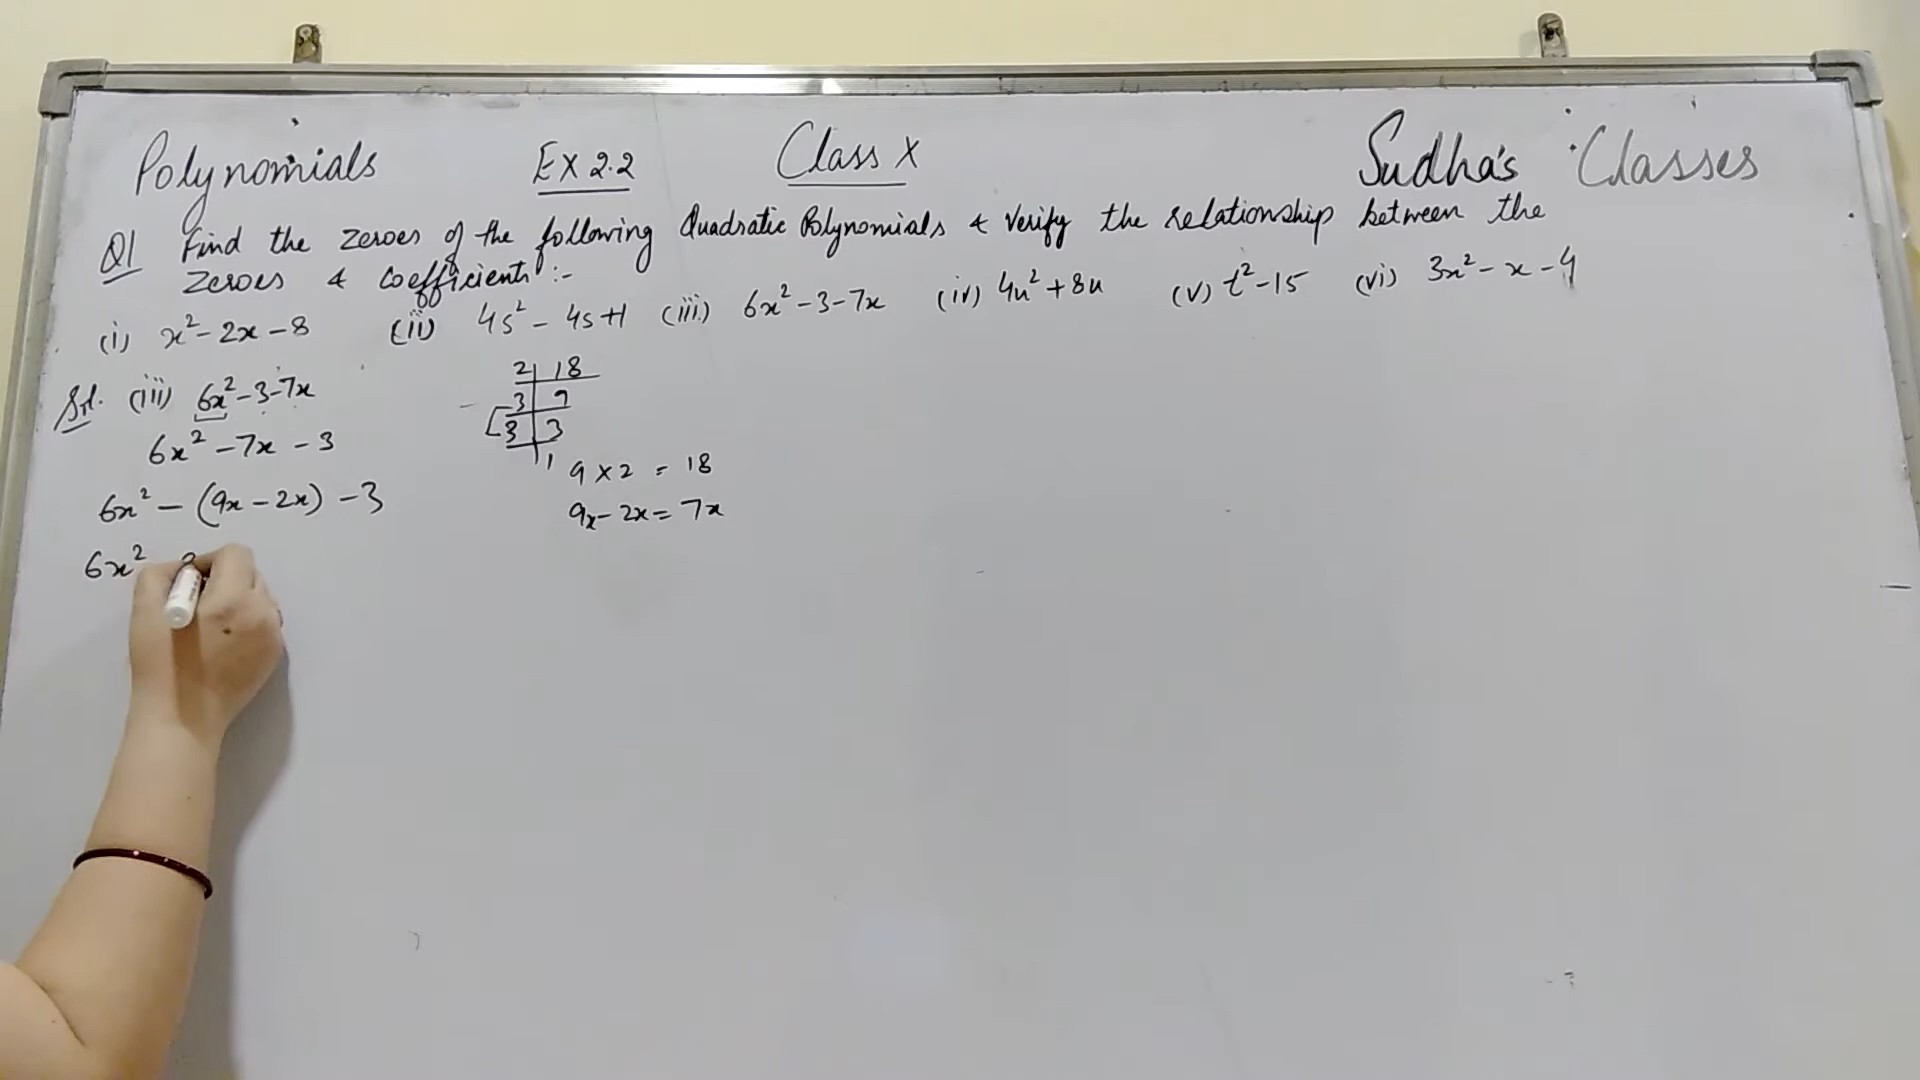 Polynomials Ex 2.2 Class X Sudha's Classes
Q1 Find the zeroes of the following Quadratic Polynomials & Verify the relationship between the
zeroes & coefficients :-
(i) x² - 2x - 8 (ii) 4s² - 4s + 1 (iii) 6x² - 3 - 7x (iv) 4u² + 8u (v) t² - 15 (vi) 3x² - x - 4
Sol. (iii) 6x² - 3 - 7x
6x² - 7x - 3
6x² - (9x - 2x) - 3
6x²
2 | 18
3 | 9
3 | 3
1
9 × 2 = 18
9x - 2x = 7x